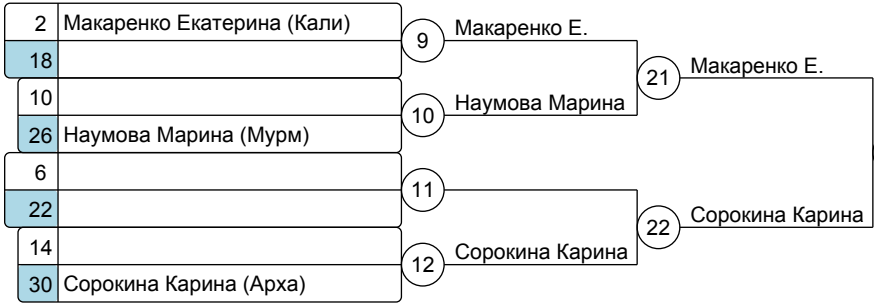 2 Макаренко Екатерина (Кали)
9 Макаренко Е.
18
21 Макаренко Е.
10
10 Наумова Марина
26 Наумова Марина (Мурм)
6
11
22
22 Сорокина Карина
14
12 Сорокина Карина
30 Сорокина Карина (Арха)